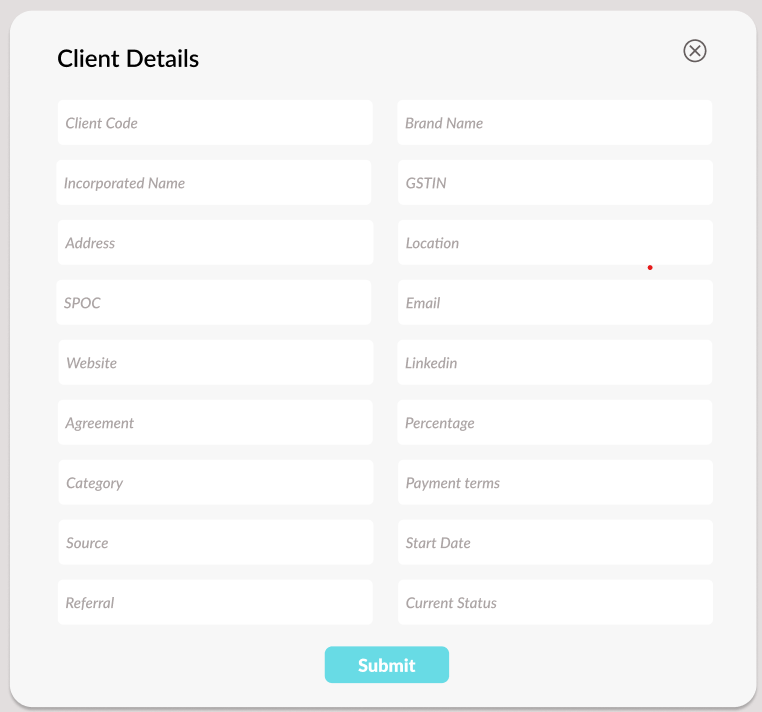 Client Details
Client Code
Brand Name
Incorporated Name
GSTIN
Address
Location
SPOC
Email
Website
Linkedin
Agreement
Percentage
Category
Payment terms
Source
Start Date
Referral
Current Status
Submit